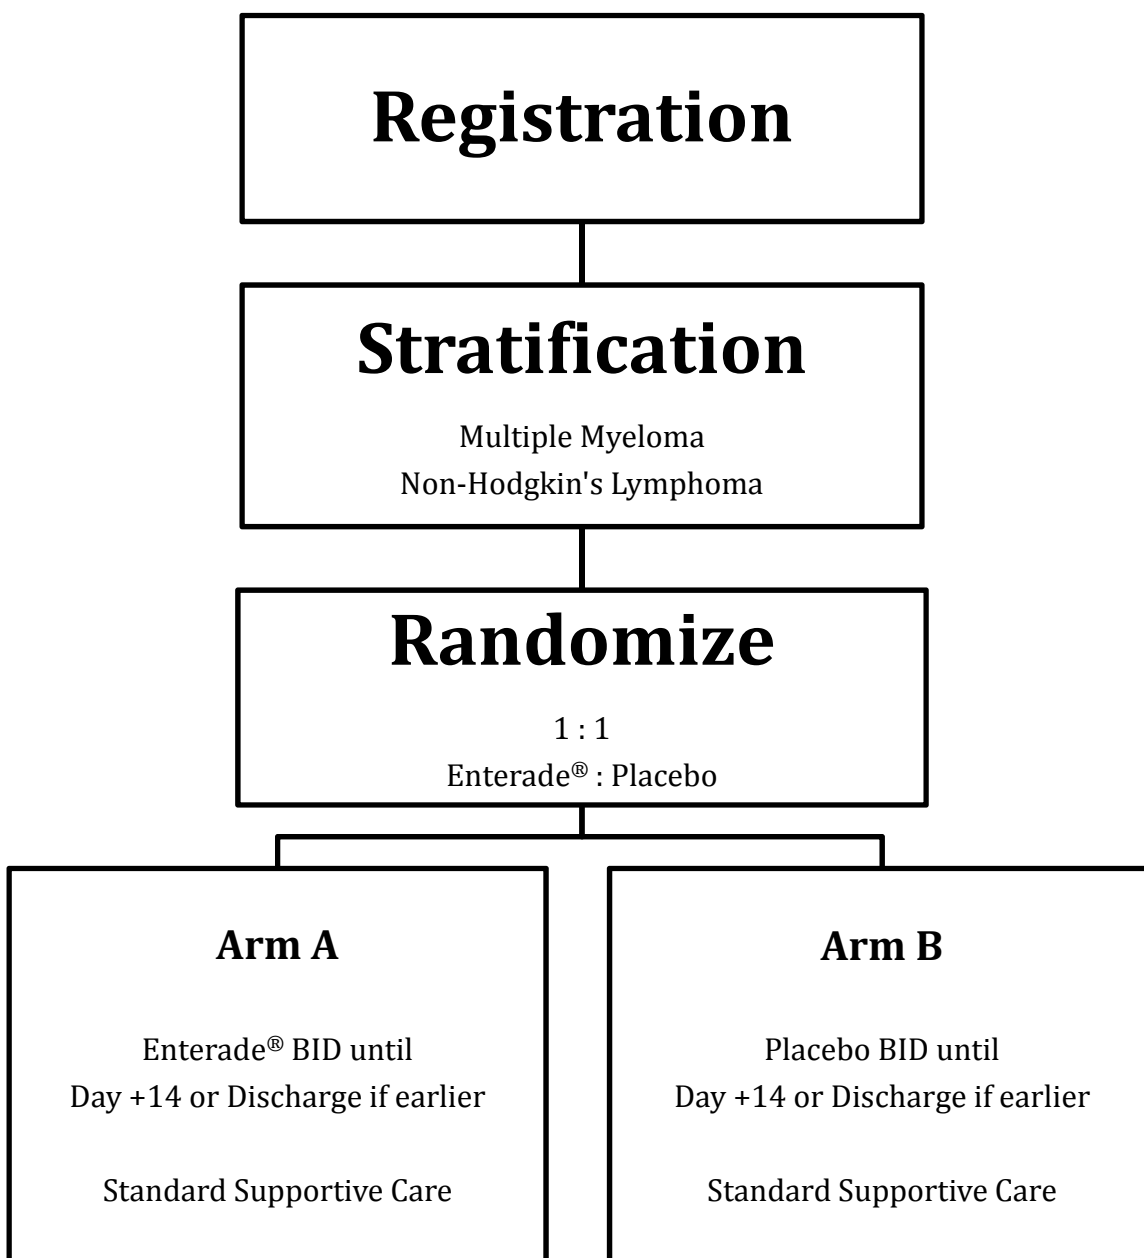 Registration
Stratification
Multiple Myeloma
Non-Hodgkin's Lymphoma
Randomize
1 : 1
Enterade® : Placebo
Arm A
Enterade® BID until
Day +14 or Discharge if earlier
Standard Supportive Care
Arm B
Placebo BID until
Day +14 or Discharge if earlier
Standard Supportive Care